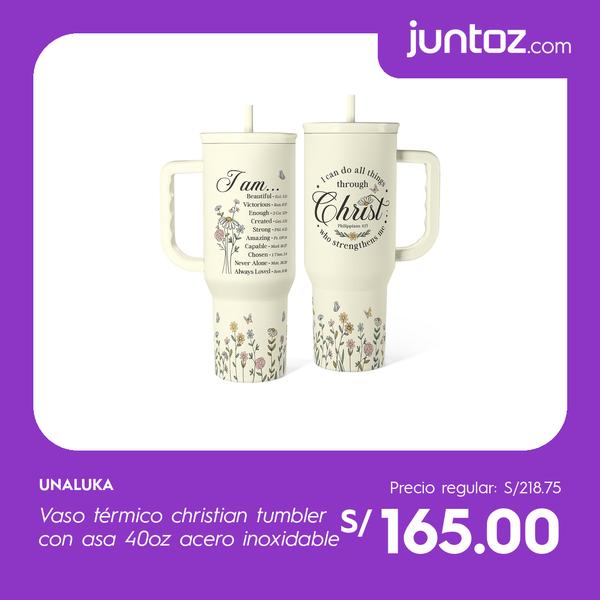 juntoz.com
I am...
Beautiful
Victorious
Enough
Created
Strong
Amazing
Capable
Chosen
Never Alone
Always Loved
I can do all things
through
Christ
Philippians 4:13
who strengthens me
UNALUKA
Precio regular: S/218.75
Vaso térmico christian tumbler
con asa 40oz acero inoxidable
S/ 165.00